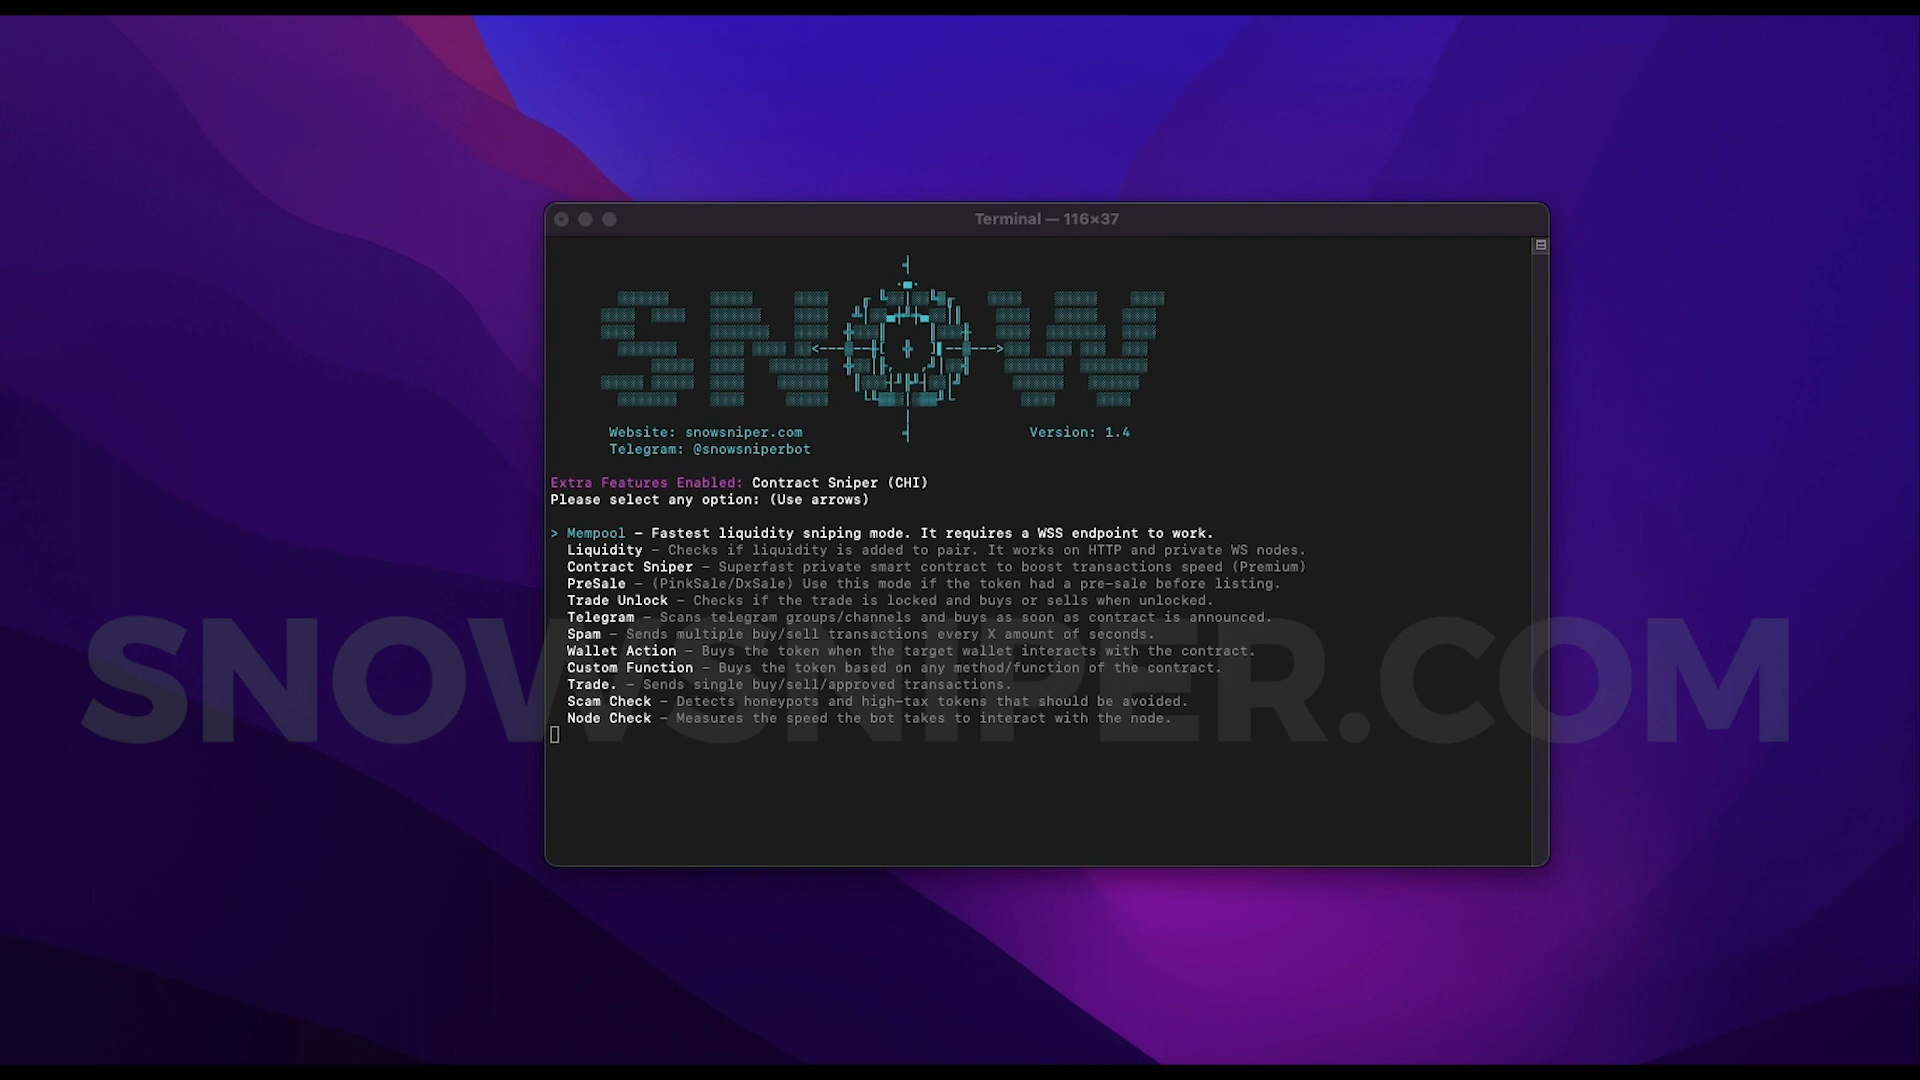 Terminal — 116×37
SNOW
Website: snowsniper.com
Version: 1.4
Telegram: @snowsniperbot
Extra Features Enabled: Contract Sniper (CHI)
Please select any option: (Use arrows)
> Mempool – Fastest liquidity sniping mode. It requires a WSS endpoint to work.
Liquidity – Checks if liquidity is added to pair. It works on HTTP and private WS nodes.
Contract Sniper – Superfast private smart contract to boost transactions speed (Premium)
PreSale – (PinkSale/DxSale) Use this mode if the token had a pre-sale before listing.
Trade Unlock – Checks if the trade is locked and buys or sells when unlocked.
Telegram – Scans telegram groups/channels and buys as soon as contract is announced.
Spam – Sends multiple buy/sell transactions every X amount of seconds.
Wallet Action – Buys the token when the target wallet interacts with the contract.
Custom Function – Buys the token based on any method/function of the contract.
Trade. – Sends single buy/sell/approved transactions.
Scam Check – Detects honeypots and high-tax tokens that should be avoided.
Node Check – Measures the speed the bot takes to interact with the node.
SNOWSNIPER.COM